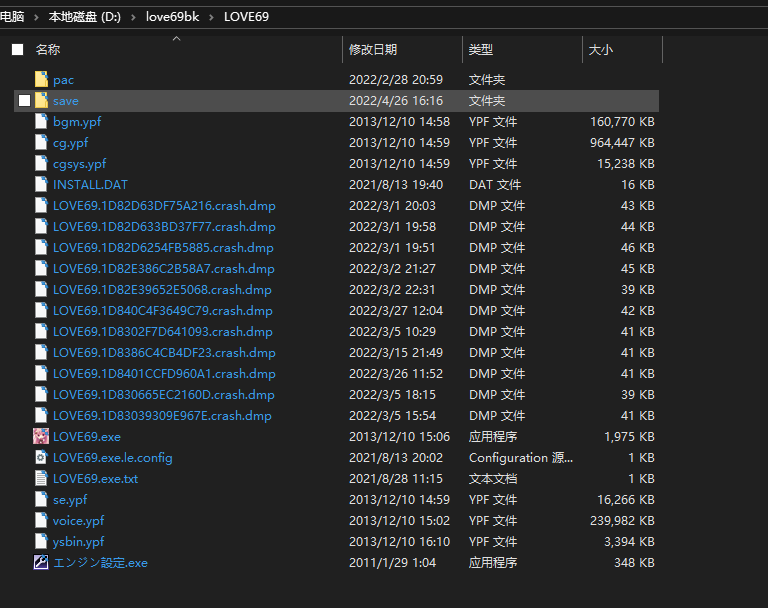 电脑 › 本地磁盘 (D:) › love69bk › LOVE69
名称 修改日期 类型 大小
pac 2022/2/28 20:59 文件夹
save 2022/4/26 16:16 文件夹
bgm.ypf 2013/12/10 14:58 YPF 文件 160,770 KB
cg.ypf 2013/12/10 14:59 YPF 文件 964,447 KB
cgsys.ypf 2013/12/10 14:59 YPF 文件 15,238 KB
INSTALL.DAT 2021/8/13 19:40 DAT 文件 16 KB
LOVE69.1D82D63DF75A216.crash.dmp 2022/3/1 20:03 DMP 文件 43 KB
LOVE69.1D82D633BD37F77.crash.dmp 2022/3/1 19:58 DMP 文件 44 KB
LOVE69.1D82D6254FB5885.crash.dmp 2022/3/1 19:51 DMP 文件 46 KB
LOVE69.1D82E386C2B58A7.crash.dmp 2022/3/2 21:27 DMP 文件 45 KB
LOVE69.1D82E39652E5068.crash.dmp 2022/3/2 22:31 DMP 文件 39 KB
LOVE69.1D840C4F3649C79.crash.dmp 2022/3/27 12:04 DMP 文件 42 KB
LOVE69.1D8302F7D641093.crash.dmp 2022/3/5 10:29 DMP 文件 41 KB
LOVE69.1D8386C4CB4DF23.crash.dmp 2022/3/15 21:49 DMP 文件 41 KB
LOVE69.1D8401CCFD960A1.crash.dmp 2022/3/26 11:52 DMP 文件 41 KB
LOVE69.1D830665EC2160D.crash.dmp 2022/3/5 18:15 DMP 文件 39 KB
LOVE69.1D83039309E967E.crash.dmp 2022/3/5 15:54 DMP 文件 41 KB
LOVE69.exe 2013/12/10 15:06 应用程序 1,975 KB
LOVE69.exe.le.config 2021/8/13 20:02 Configuration 源... 1 KB
LOVE69.exe.txt 2021/8/28 11:15 文本文档 1 KB
se.ypf 2013/12/10 14:59 YPF 文件 16,266 KB
voice.ypf 2013/12/10 15:02 YPF 文件 239,982 KB
ysbin.ypf 2013/12/10 16:10 YPF 文件 3,394 KB
エンジン設定.exe 2011/1/29 1:04 应用程序 348 KB